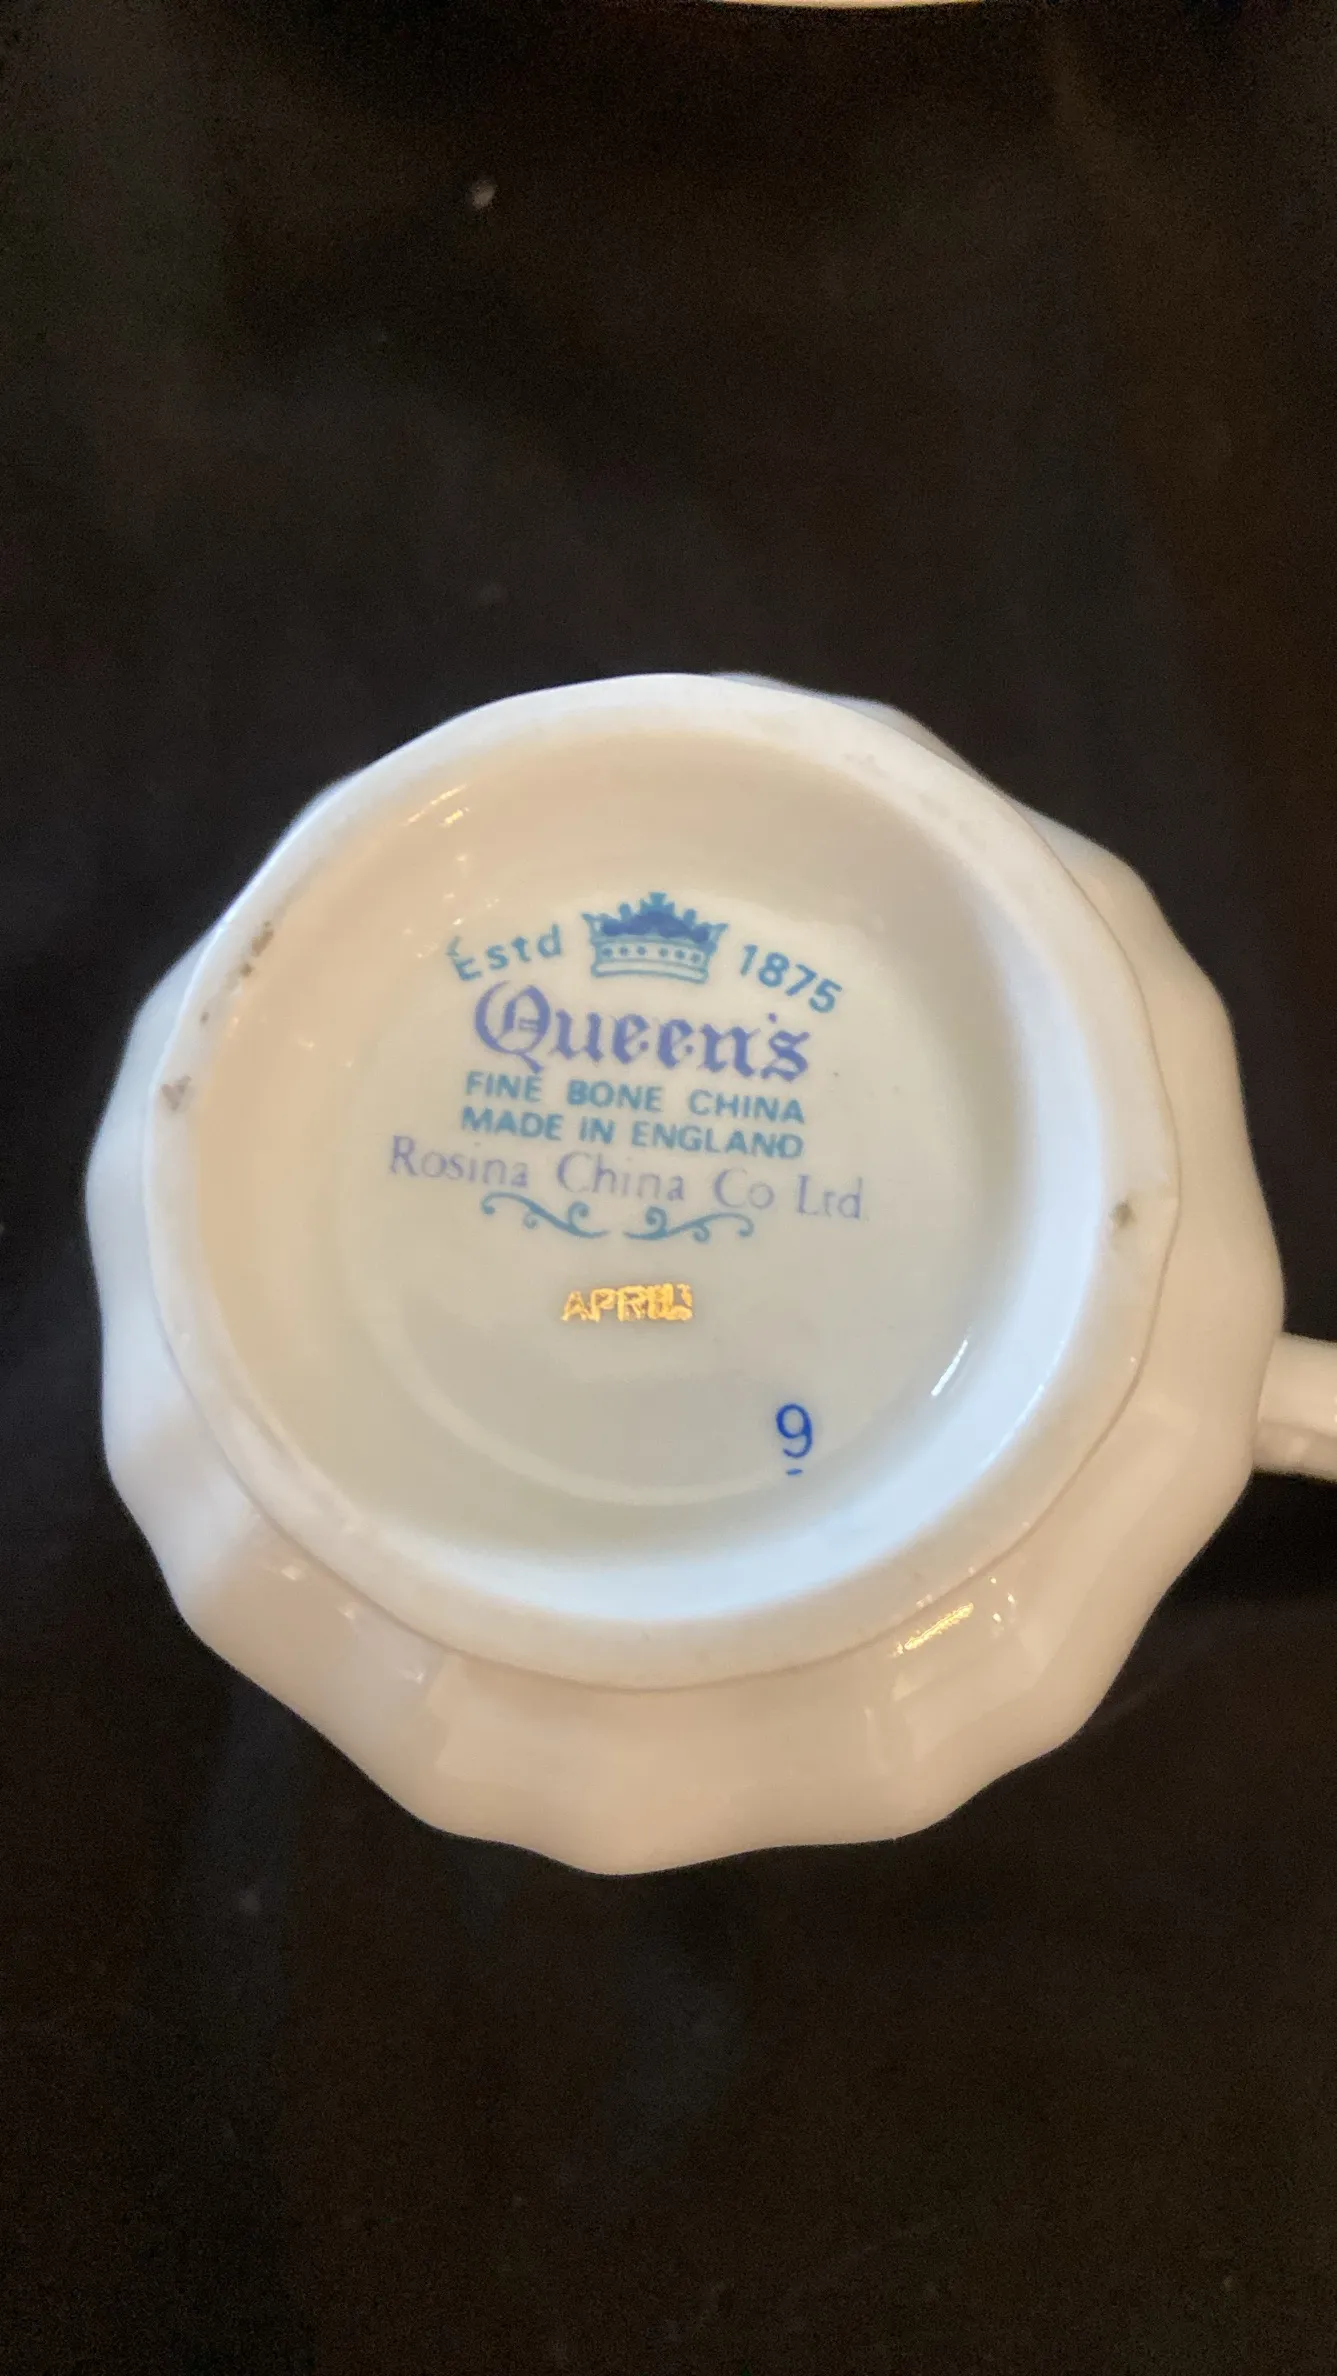 Estd 1875
Queen's
FINE BONE CHINA
MADE IN ENGLAND
Rosina China Co Ltd.
APRIL
9